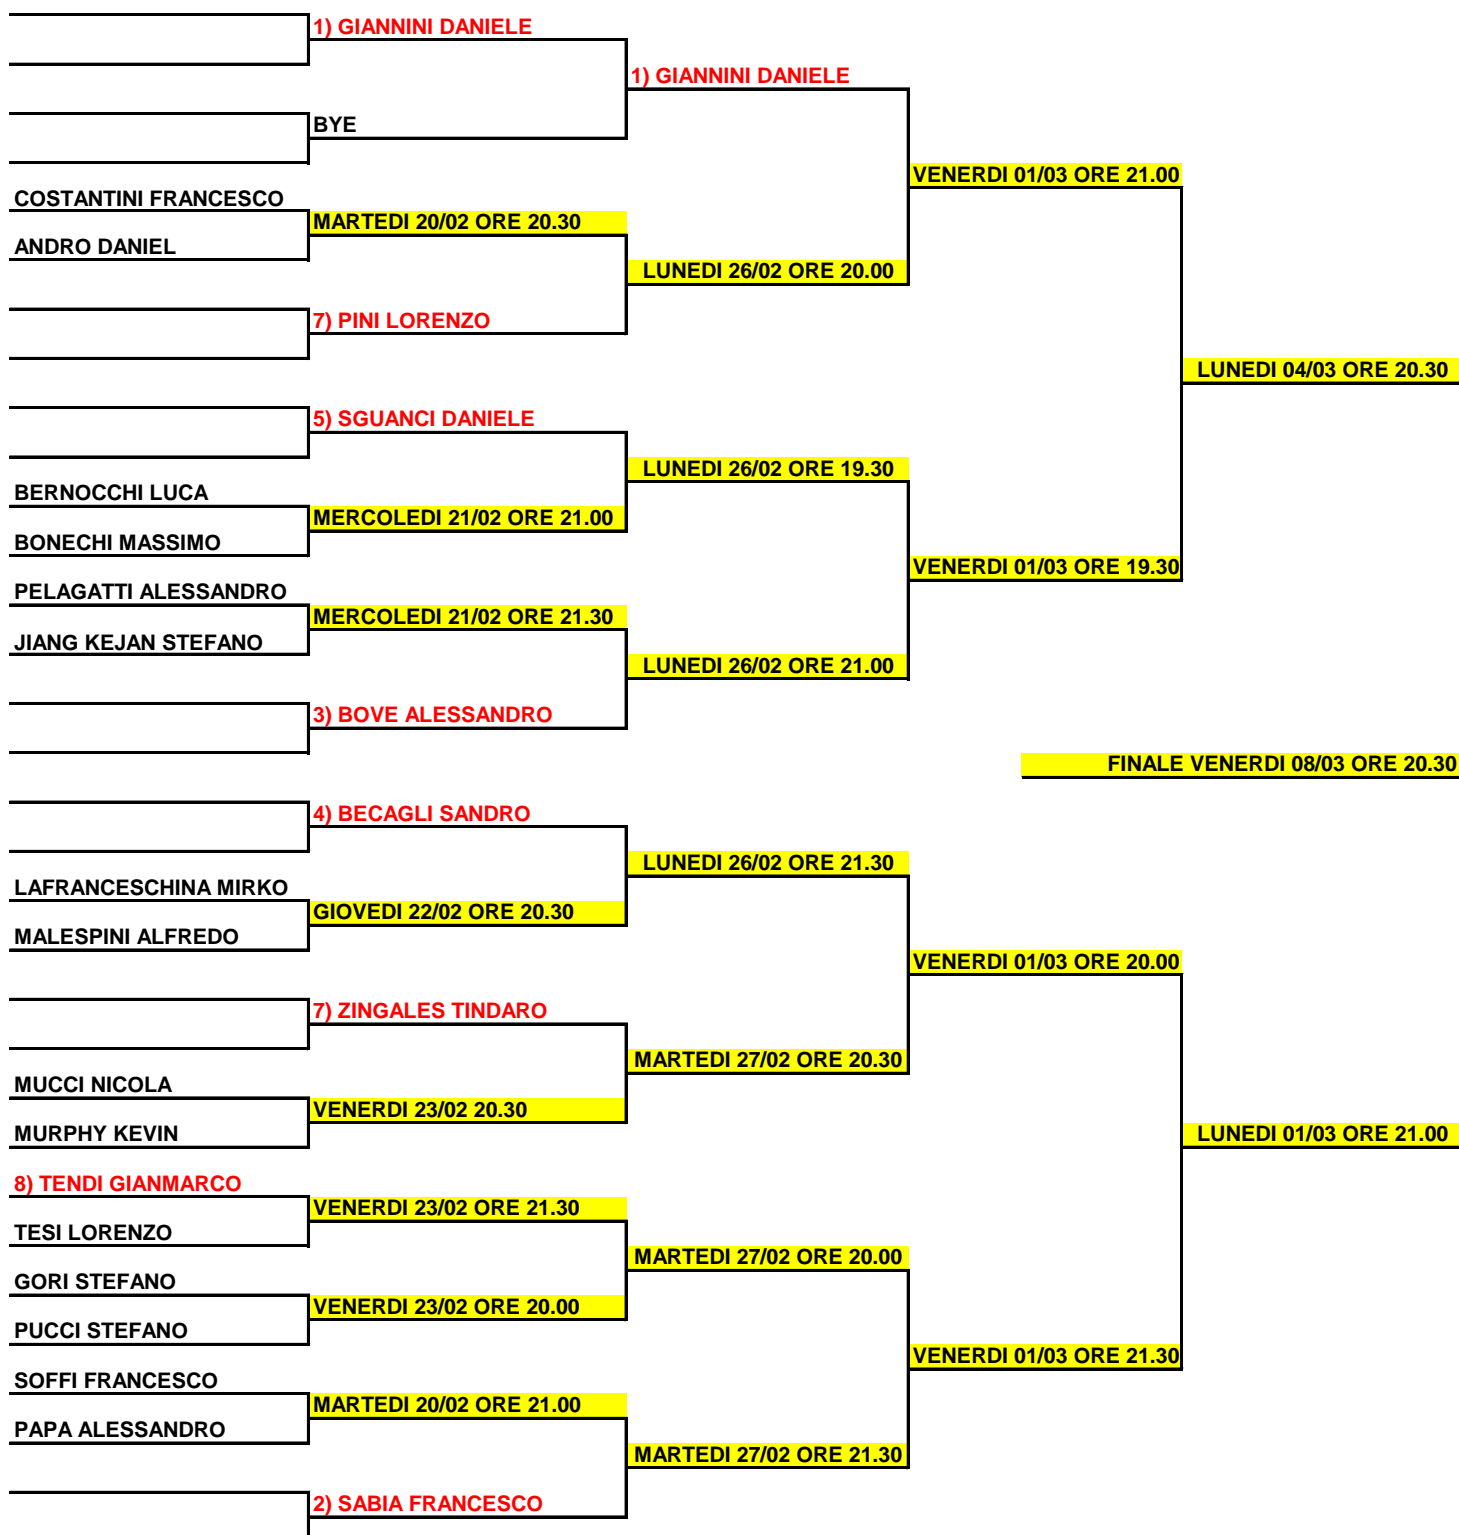 1) GIANNINI DANIELE
1) GIANNINI DANIELE
BYE
VENERDI 01/03 ORE 21.00
COSTANTINI FRANCESCO
MARTEDI 20/02 ORE 20.30
ANDRO DANIEL
LUNEDI 26/02 ORE 20.00
7) PINI LORENZO
LUNEDI 04/03 ORE 20.30
5) SGUANCI DANIELE
LUNEDI 26/02 ORE 19.30
BERNOCCHI LUCA
MERCOLEDI 21/02 ORE 21.00
BONECHI MASSIMO
VENERDI 01/03 ORE 19.30
PELAGATTI ALESSANDRO
MERCOLEDI 21/02 ORE 21.30
JIANG KEJAN STEFANO
LUNEDI 26/02 ORE 21.00
3) BOVE ALESSANDRO
FINALE VENERDI 08/03 ORE 20.30
4) BECAGLI SANDRO
LUNEDI 26/02 ORE 21.30
LAFRANCESCHINA MIRKO
GIOVEDI 22/02 ORE 20.30
MALESPINI ALFREDO
VENERDI 01/03 ORE 20.00
7) ZINGALES TINDARO
MARTEDI 27/02 ORE 20.30
MUCCI NICOLA
VENERDI 23/02 20.30
MURPHY KEVIN
LUNEDI 01/03 ORE 21.00
8) TENDI GIANMARCO
VENERDI 23/02 ORE 21.30
TESI LORENZO
MARTEDI 27/02 ORE 20.00
GORI STEFANO
VENERDI 23/02 ORE 20.00
PUCCI STEFANO
VENERDI 01/03 ORE 21.30
SOFFI FRANCESCO
MARTEDI 20/02 ORE 21.00
PAPA ALESSANDRO
MARTEDI 27/02 ORE 21.30
2) SABIA FRANCESCO